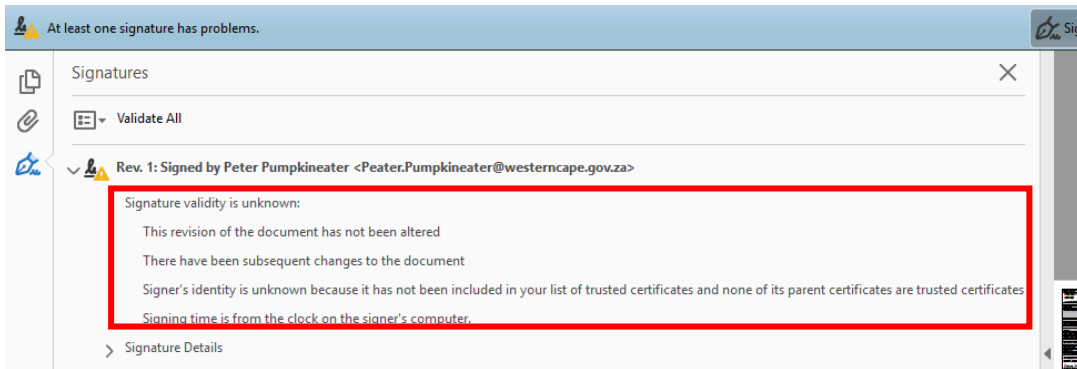 At least one signature has problems.
Sig
Signatures
Validate All
Rev. 1: Signed by Peter Pumpkineater <Peater.Pumpkineater@westerncape.gov.za>
Signature validity is unknown:
This revision of the document has not been altered
There have been subsequent changes to the document
Signer's identity is unknown because it has not been included in your list of trusted certificates and none of its parent certificates are trusted certificates
Signing time is from the clock on the signer's computer.
Signature Details